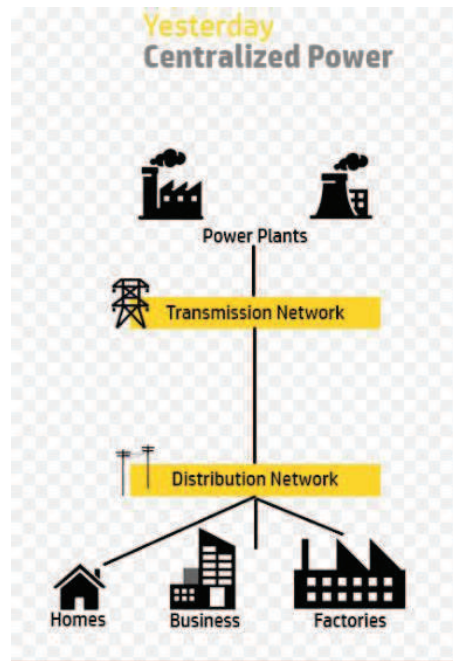 Yesterday
Centralized Power
Power Plants
Transmission Network
Distribution Network
Homes
Business
Factories